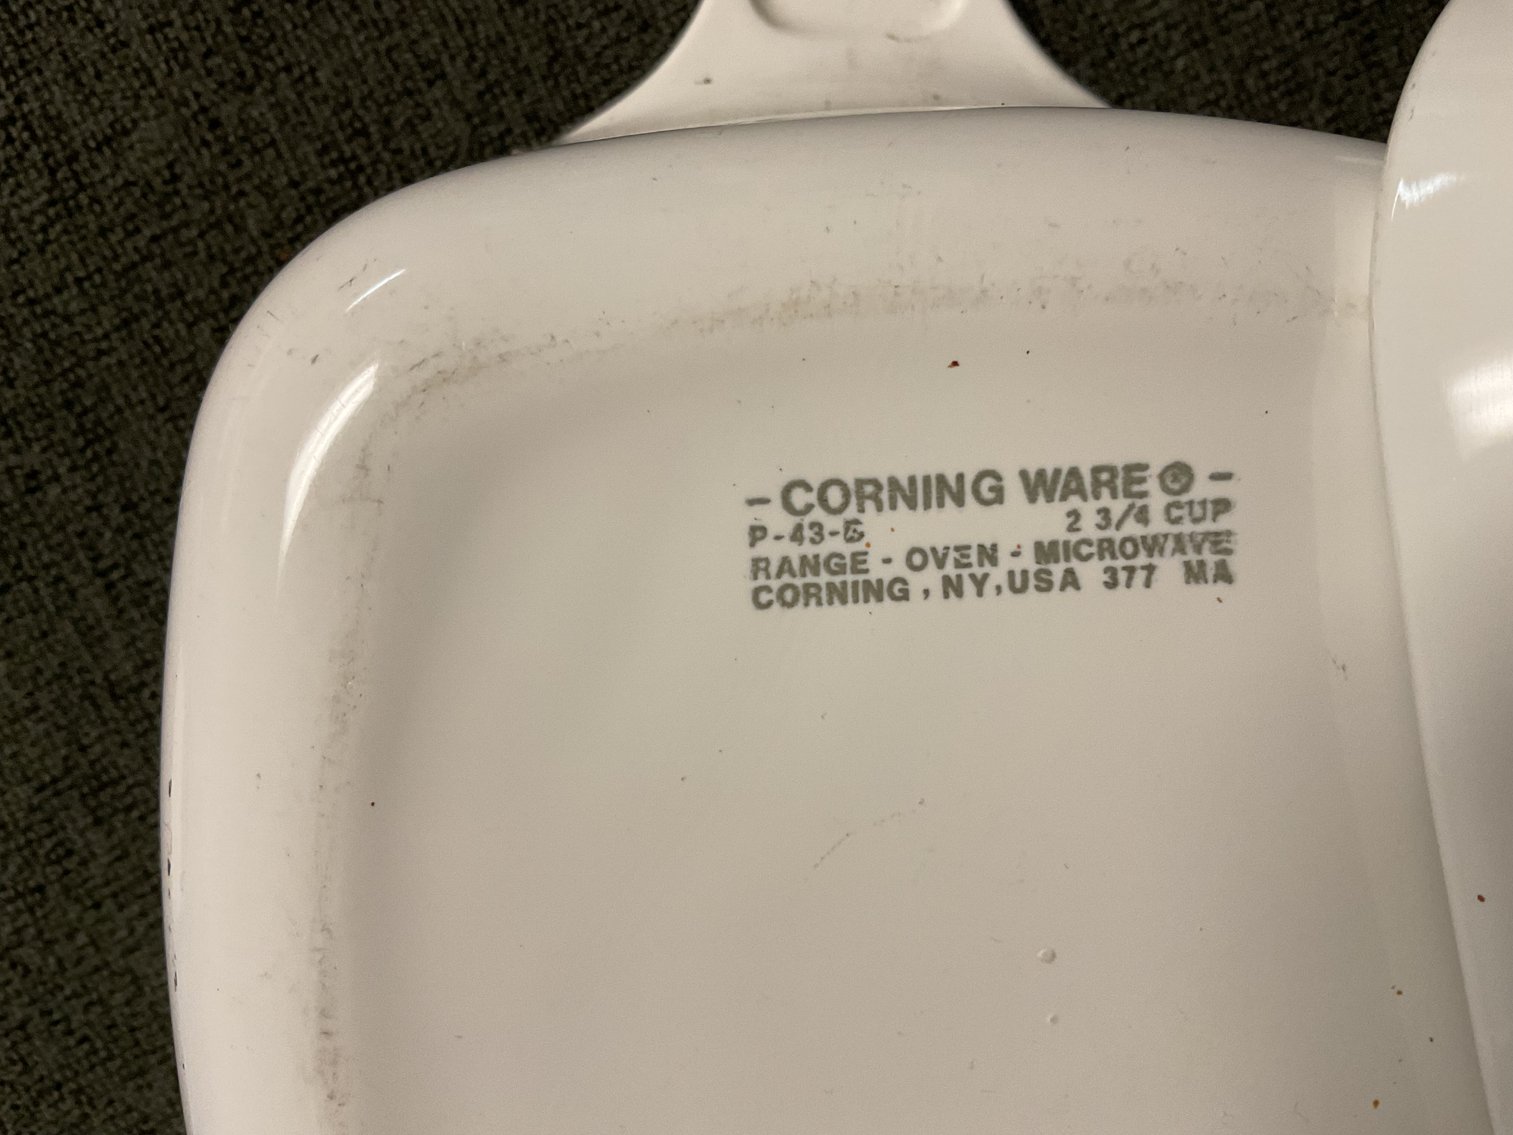 - CORNING WARE ® -
P-43-B 2 3/4 CUP
RANGE - OVEN - MICROWAVE
CORNING, NY, USA 377 MA